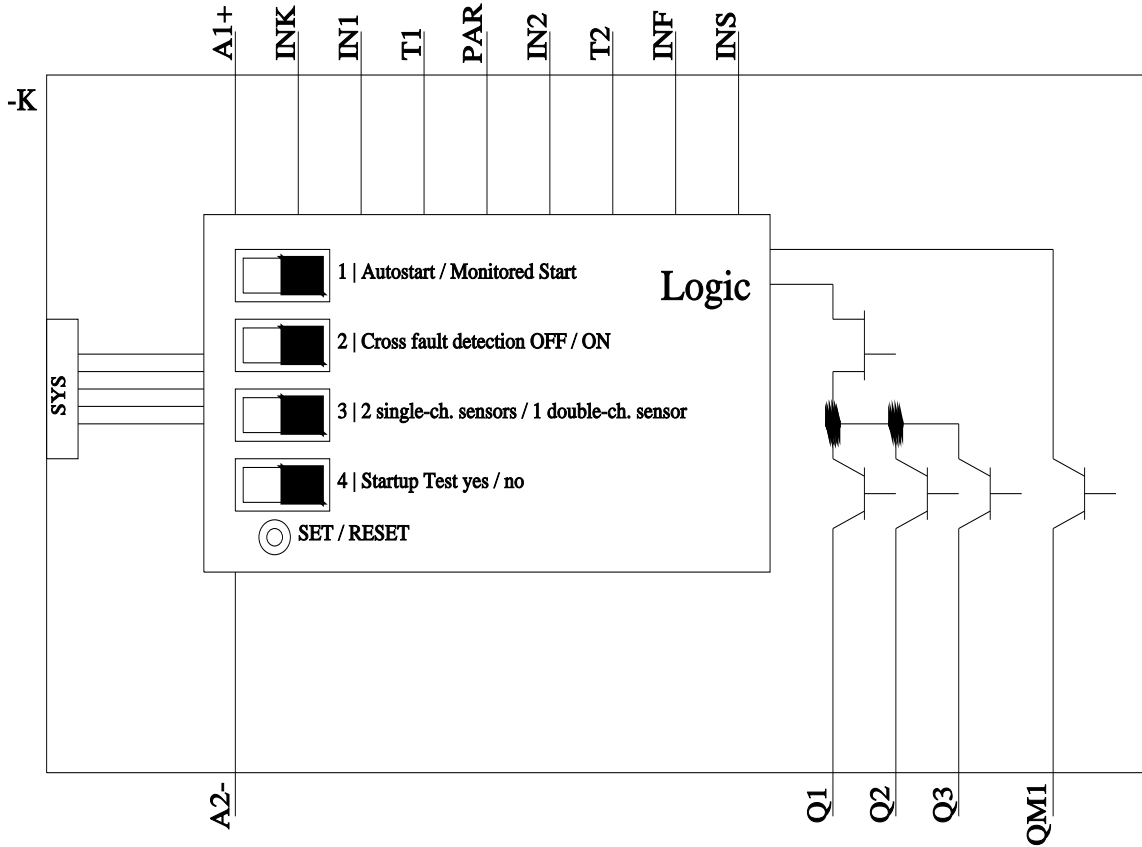 A1+
INK
IN1
T1
PAR
IN2
T2
INF
INS
-K
1 | Autostart / Monitored Start
Logic
2 | Cross fault detection OFF / ON
SYS
3 | 2 single-ch. sensors / 1 double-ch. sensor
4 | Startup Test yes / no
SET / RESET
A2-
Q1
Q2
Q3
QM1